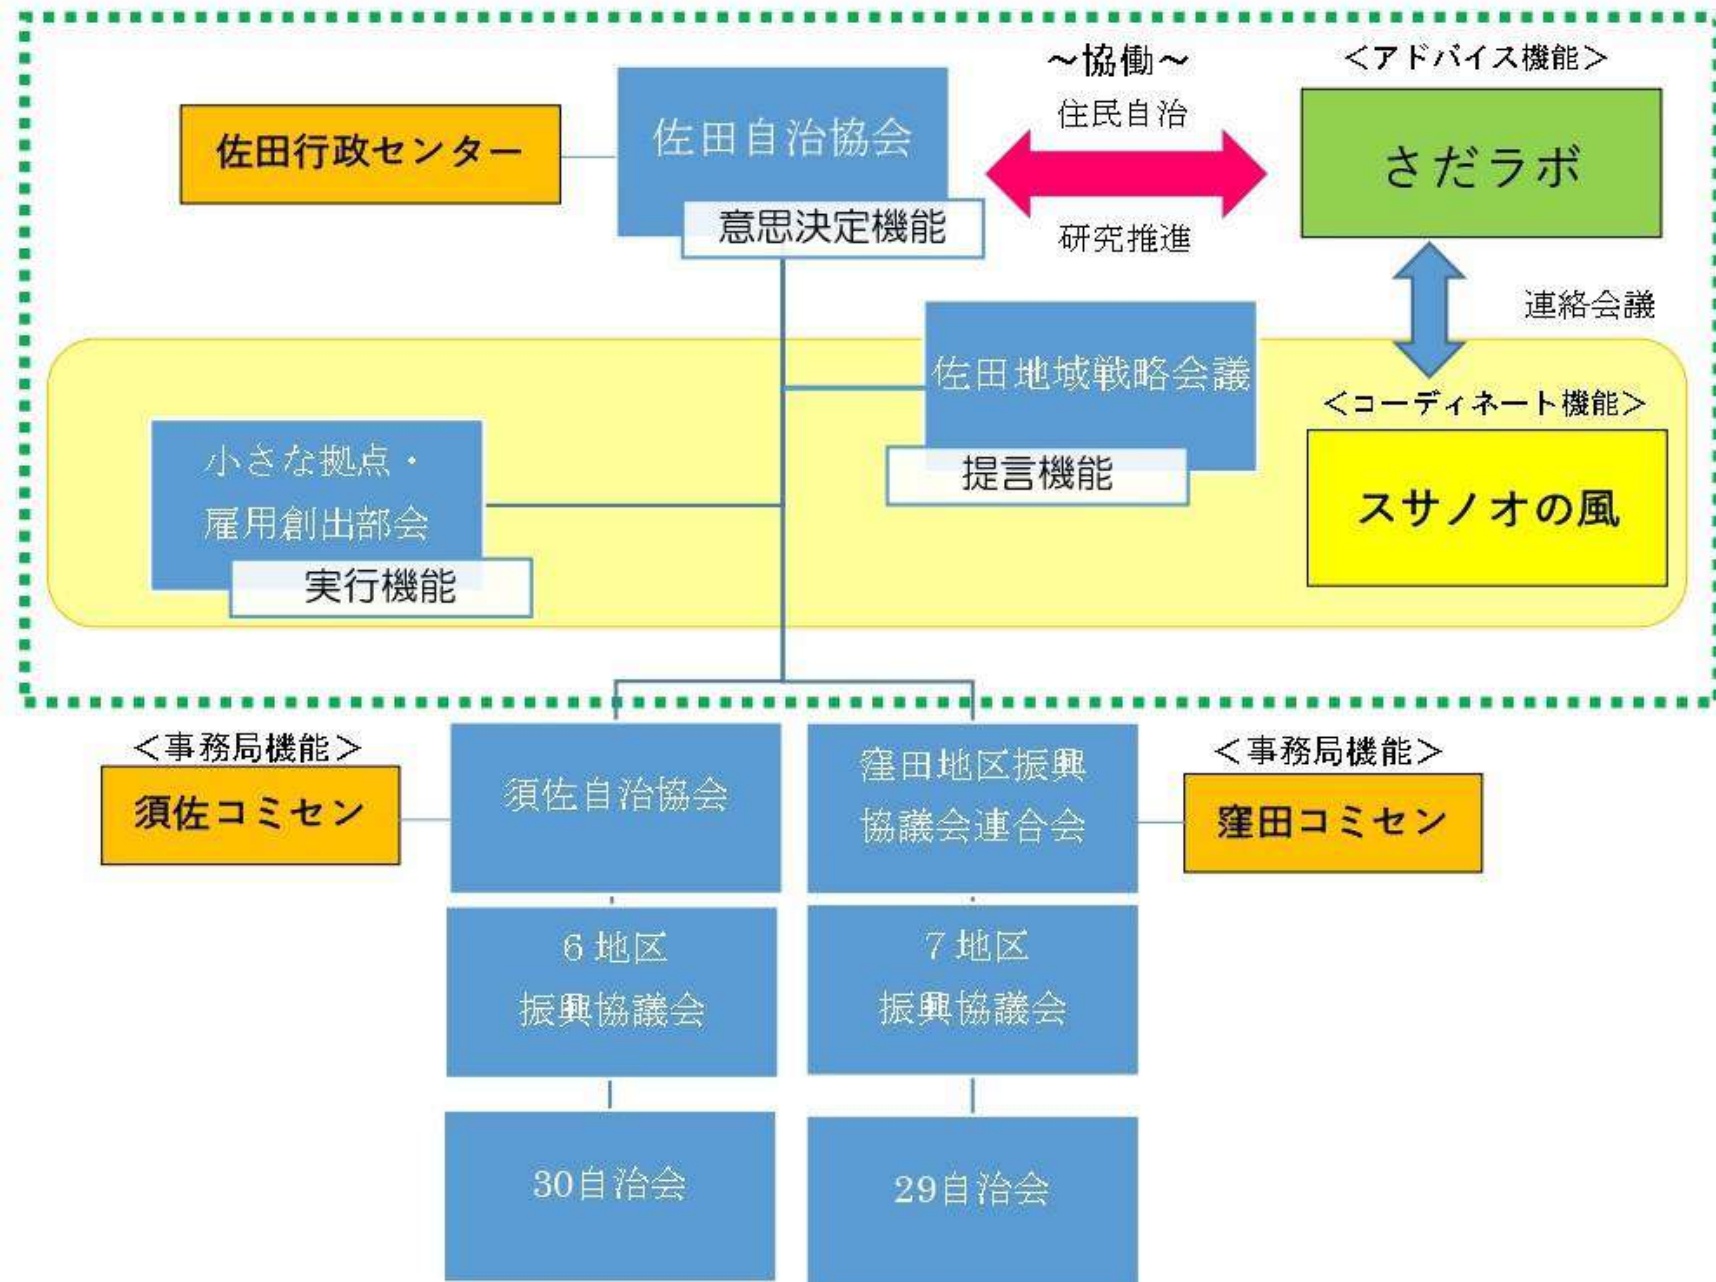 ～協働～
＜アドバイス機能＞
佐田行政センター
佐田自治協会
意思決定機能
住民自治
研究推進
さだラボ
連絡会議
佐田地域戦略会議
提言機能
＜コーディネート機能＞
スサノオの風
小さな拠点・
雇用創出部会
実行機能
＜事務局機能＞
須佐コミセン
須佐自治協会
窪田地区振興
協議会連合会
＜事務局機能＞
窪田コミセン
6地区
振興協議会
7地区
振興協議会
30自治会
29自治会